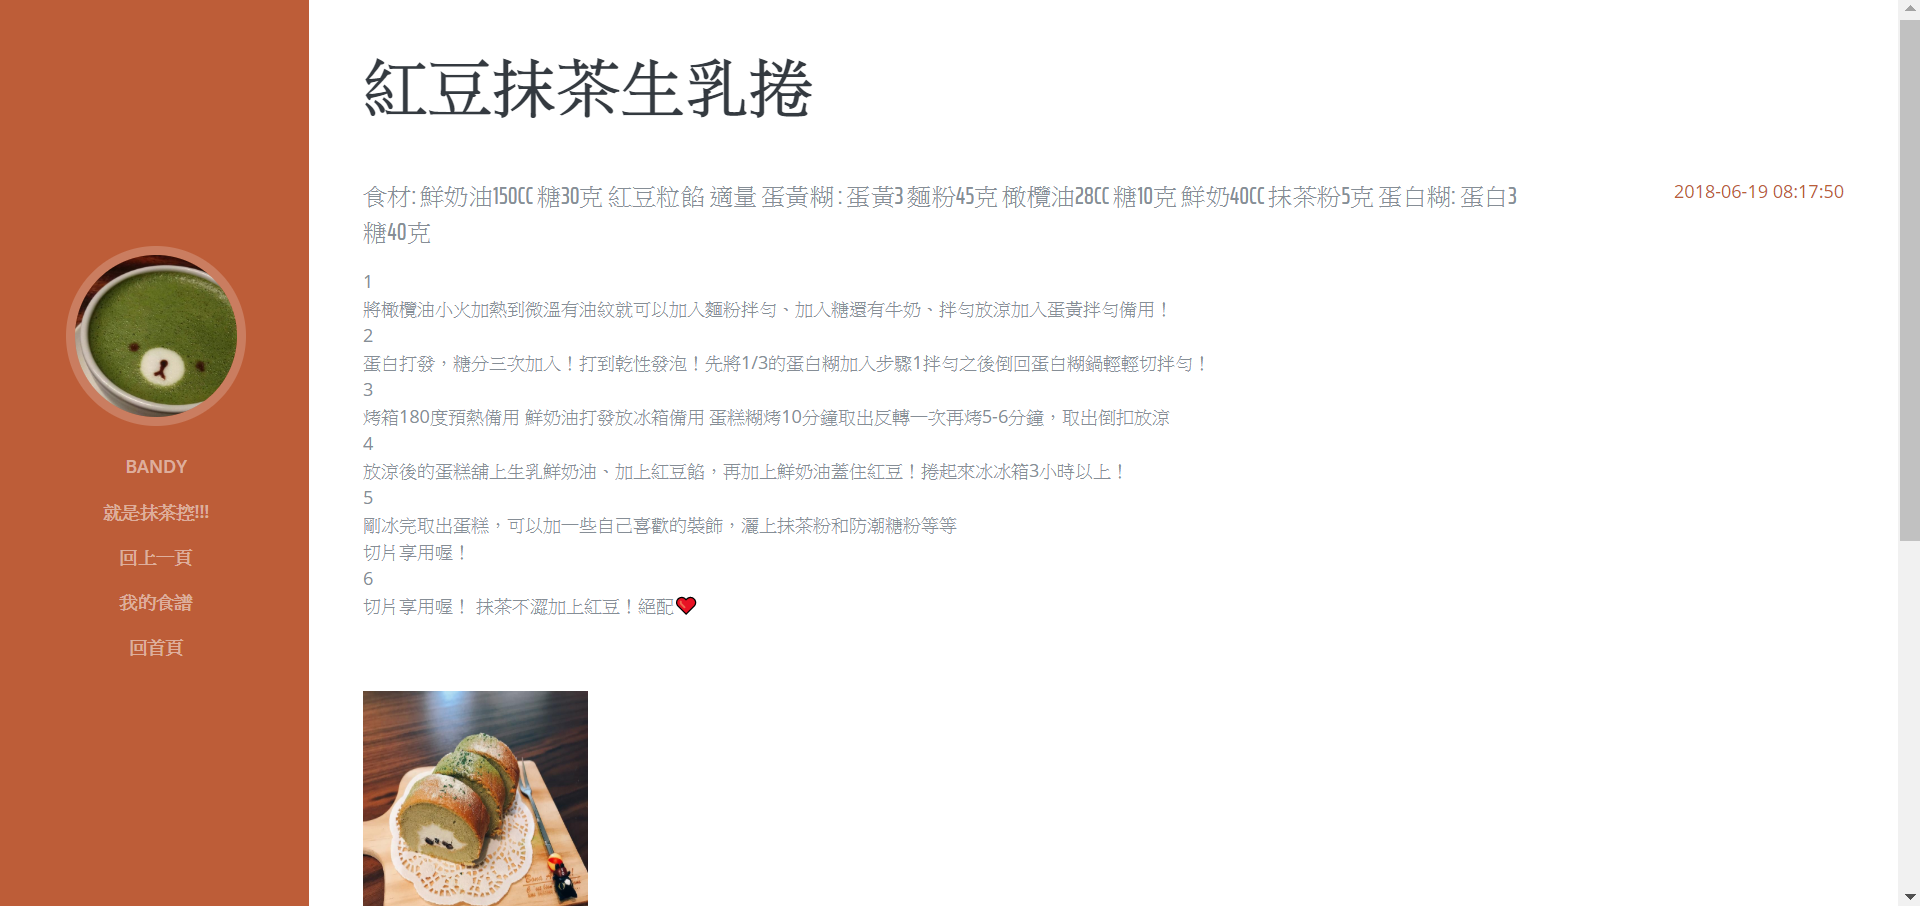 BANDY
就是抹茶控!!!
回上一頁
我的食譜
回首頁
紅豆抹茶生乳捲
食材: 鮮奶油150CC 糖30克 紅豆粒餡 適量 蛋黃糊 : 蛋黃3 麵粉45克 橄欖油28CC 糖10克 鮮奶40CC 抹茶粉5克 蛋白糊: 蛋白3
糖40克
2018-06-19 08:17:50
1
將橄欖油小火加熱到微溫有油紋就可以加入麵粉拌勻、加入糖還有牛奶、拌勻放涼加入蛋黃拌勻備用！
2
蛋白打發，糖分三次加入！打到乾性發泡！先將1/3的蛋白糊加入步驟1拌勻之後倒回蛋白糊鍋輕輕切拌勻！
3
烤箱180度預熱備用 鮮奶油打發放冰箱備用 蛋糕糊烤10分鐘取出反轉一次再烤5-6分鐘，取出倒扣放涼
4
放涼後的蛋糕舖上生乳鮮奶油、加上紅豆餡，再加上鮮奶油蓋住紅豆！捲起來冰冰箱3小時以上！
5
剛冰完取出蛋糕，可以加一些自己喜歡的裝飾，灑上抹茶粉和防潮糖粉等等
切片享用喔！
6
切片享用喔！ 抹茶不澀加上紅豆！絕配❤